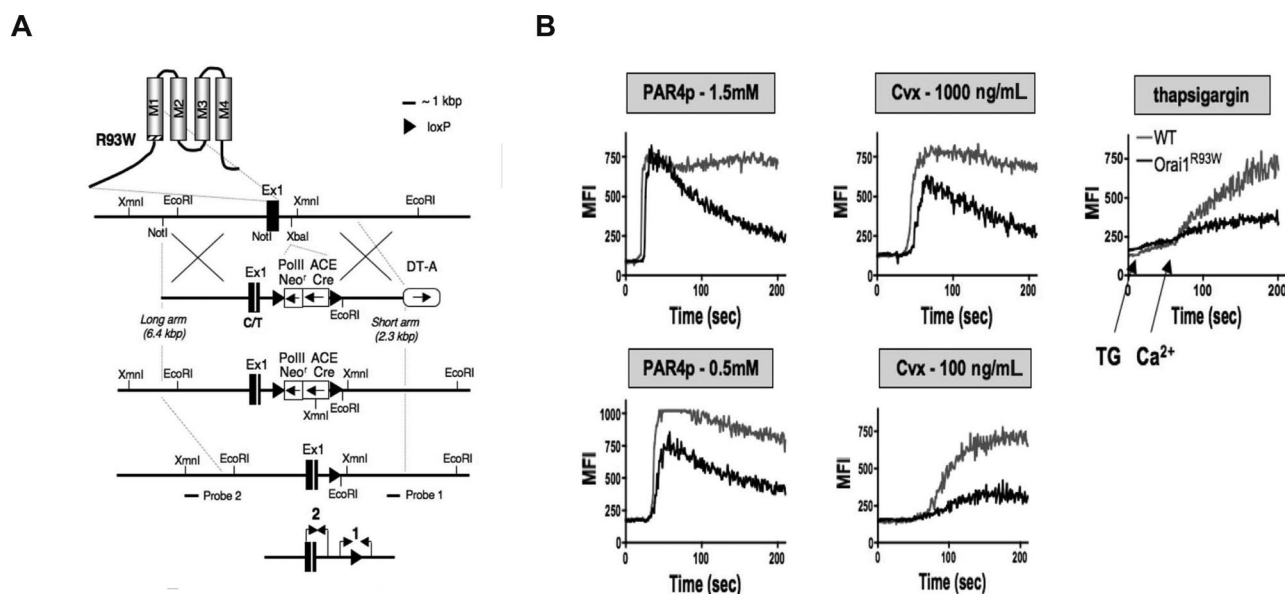 A
M1 M2 M3 M4
~ 1 kbp
loxP
R93W
Ex1
XmnI EcoRI XmnI EcoRI
NotI NotI XbaI
PolII ACE DT-A
Ex1 Neoʳ Cre
EcoRI
C/T
Long arm Short arm
(6.4 kbp) (2.3 kbp)
PolII ACE
Ex1 Neoʳ Cre
XmnI EcoRI XmnI EcoRI
EcoRI
XmnI
Ex1
XmnI EcoRI XmnI EcoRI
EcoRI
Probe 2 Probe 1
2
1
B
PAR4p - 1.5mM
MFI
750
500
250
0
0 100 200
Time (sec)
Cvx - 1000 ng/mL
MFI
750
500
250
0
0 100 200
Time (sec)
thapsigargin
WT
Orai1ᴿ⁹³ᵂ
MFI
750
500
250
0
0 100 200
Time (sec)
TG Ca²⁺
PAR4p - 0.5mM
MFI
1000
750
500
250
0
0 100 200
Time (sec)
Cvx - 100 ng/mL
MFI
750
500
250
0
0 100 200
Time (sec)